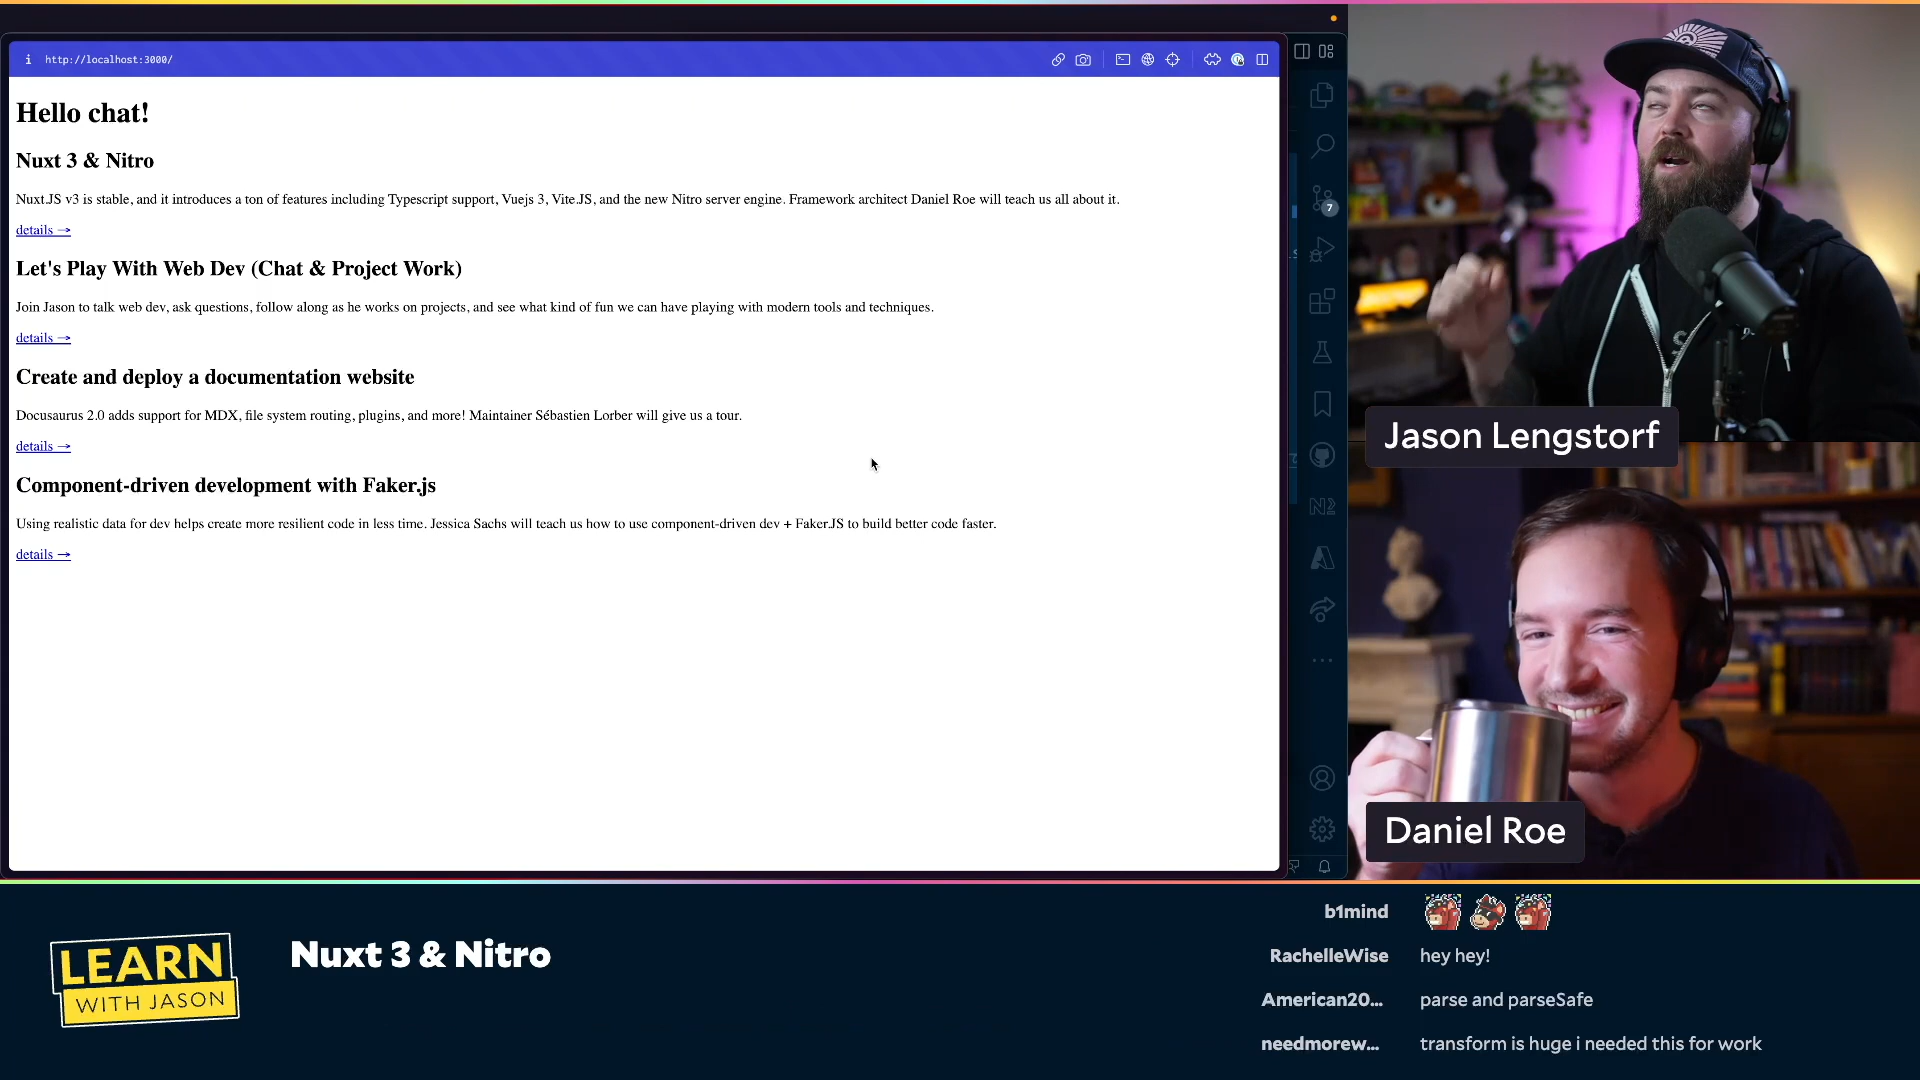 http://localhost:3000/
Hello chat!
Nuxt 3 & Nitro
Nuxt.JS v3 is stable, and it introduces a ton of features including Typescript support, Vuejs 3, Vite.JS, and the new Nitro server engine. Framework architect Daniel Roe will teach us all about it.
details →
Let's Play With Web Dev (Chat & Project Work)
Join Jason to talk web dev, ask questions, follow along as he works on projects, and see what kind of fun we can have playing with modern tools and techniques.
details →
Create and deploy a documentation website
Docusaurus 2.0 adds support for MDX, file system routing, plugins, and more! Maintainer Sébastien Lorber will give us a tour.
details →
Component-driven development with Faker.js
Using realistic data for dev helps create more resilient code in less time. Jessica Sachs will teach us how to use component-driven dev + Faker.JS to build better code faster.
details →
7
Jason Lengstorf
Daniel Roe
LEARN
WITH JASON
Nuxt 3 & Nitro
b1mind
RachelleWise hey hey!
American20... parse and parseSafe
needmorew... transform is huge i needed this for work